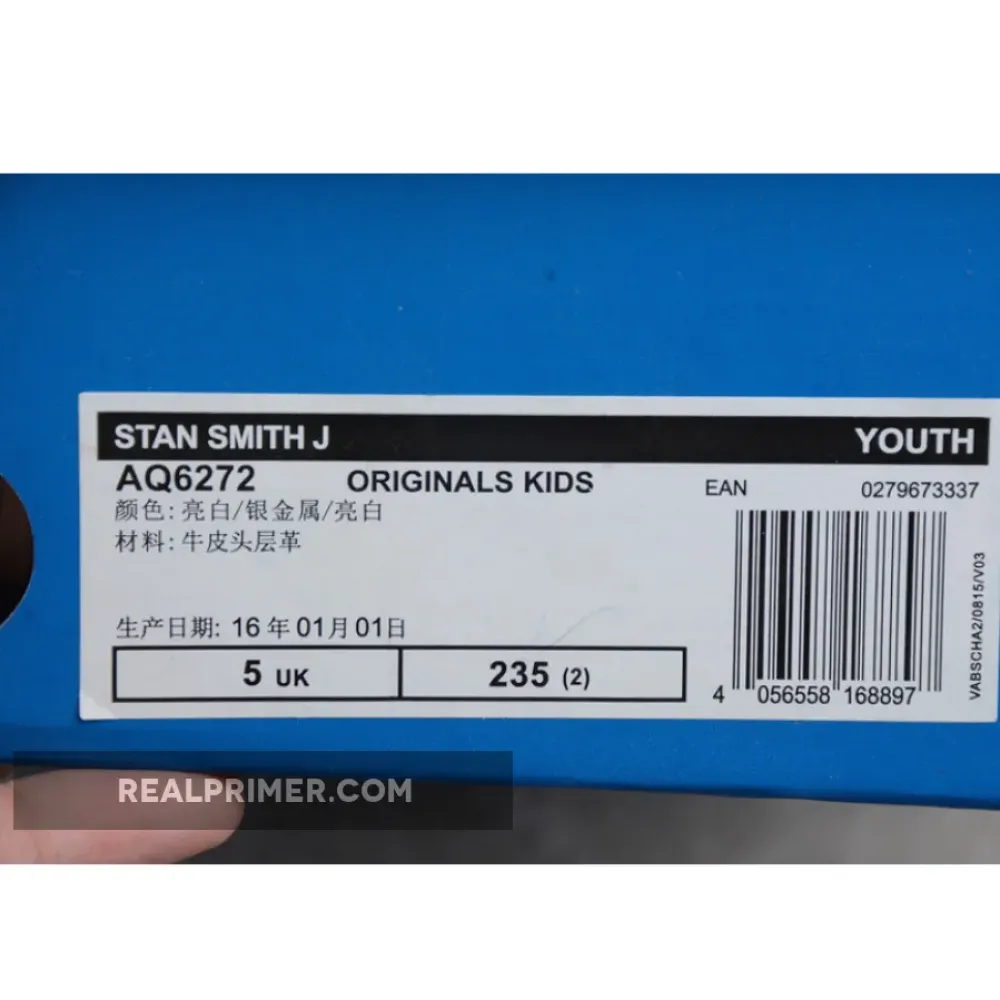 STAN SMITH J YOUTH
AQ6272 ORIGINALS KIDS EAN 0279673337
颜色: 亮白/银金属/亮白
材料: 牛皮头层革
生产日期: 16年01月01日
5 UK 235 (2)
4 056558 168897
VABSCHA2/0815/V03
REALPRIMER.COM